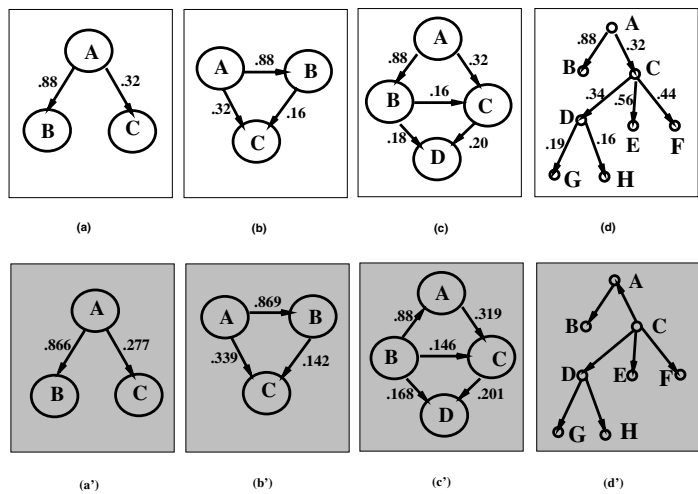 A
.88 .32
B C
(a)
A .88 B
.32 .16
C
(b)
A
.88 .32
B .16 C
.18 .20
D
(c)
A
.88 .32
B C
.34 .56 .44
D E F
.19 .16
G H
(d)
A
.866 .277
B C
(a')
A .869 B
.339 .142
C
(b')
A
.88 .319
B .146 C
.168 .201
D
(c')
A
B C
D E F
G H
(d')